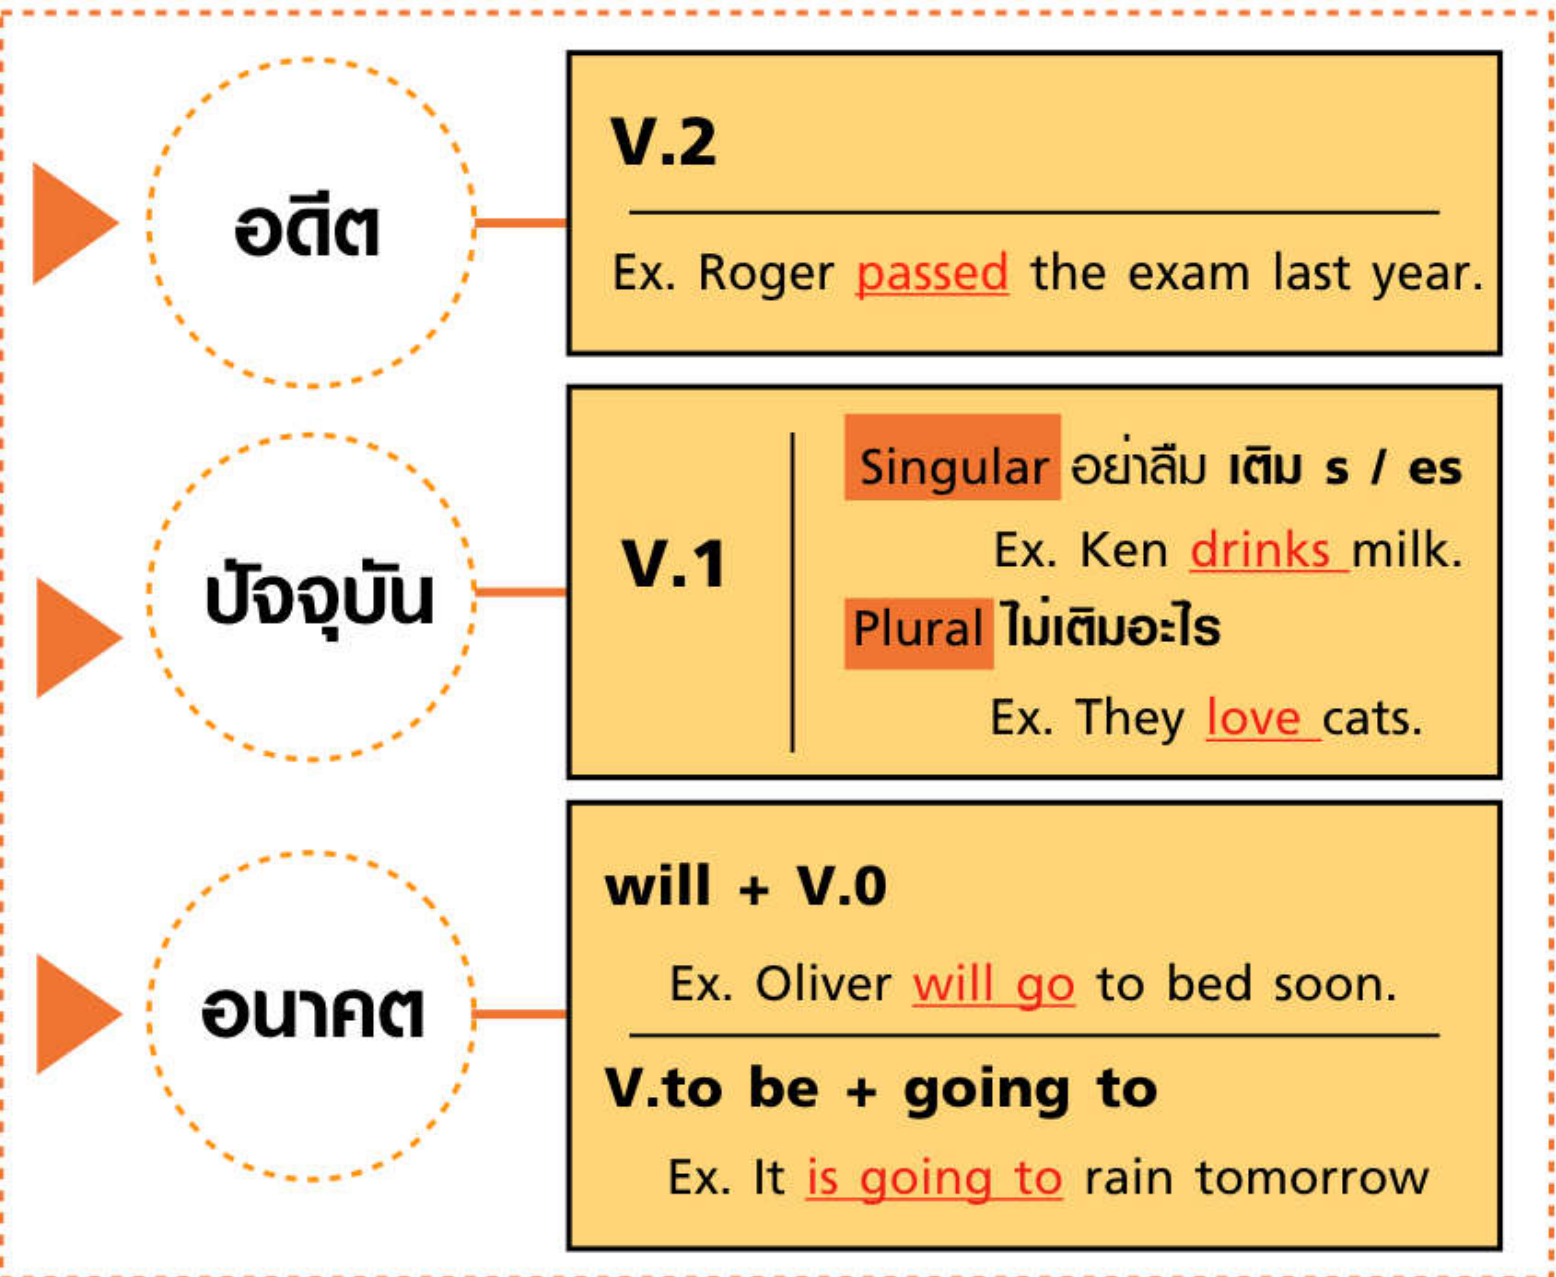 อดีต
V.2
Ex. Roger passed the exam last year.
ปัจจุบัน
V.1
Singular อย่าลืม เติม s / es
Ex. Ken drinks milk.
Plural ไม่เติมอะไร
Ex. They love cats.
อนาคต
will + V.0
Ex. Oliver will go to bed soon.
V.to be + going to
Ex. It is going to rain tomorrow